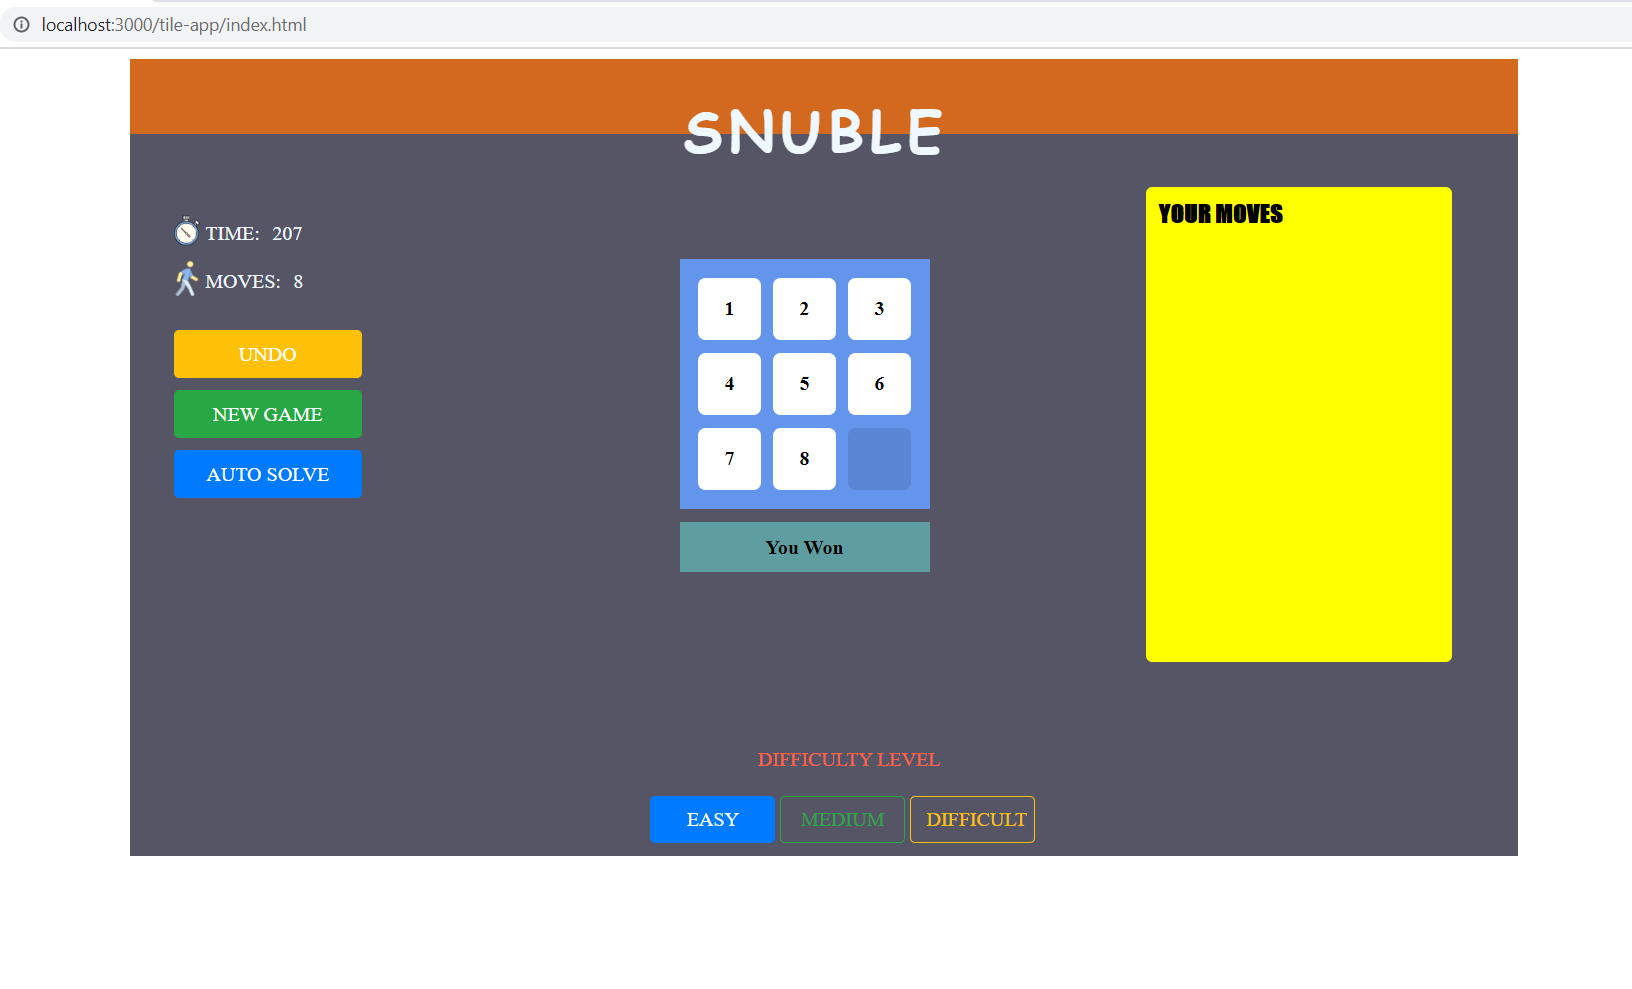 localhost:3000/tile-app/index.html
SNUBLE
TIME: 207
MOVES: 8
UNDO
NEW GAME
AUTO SOLVE
1 2 3
4 5 6
7 8
You Won
YOUR MOVES
DIFFICULTY LEVEL
EASY MEDIUM DIFFICULT